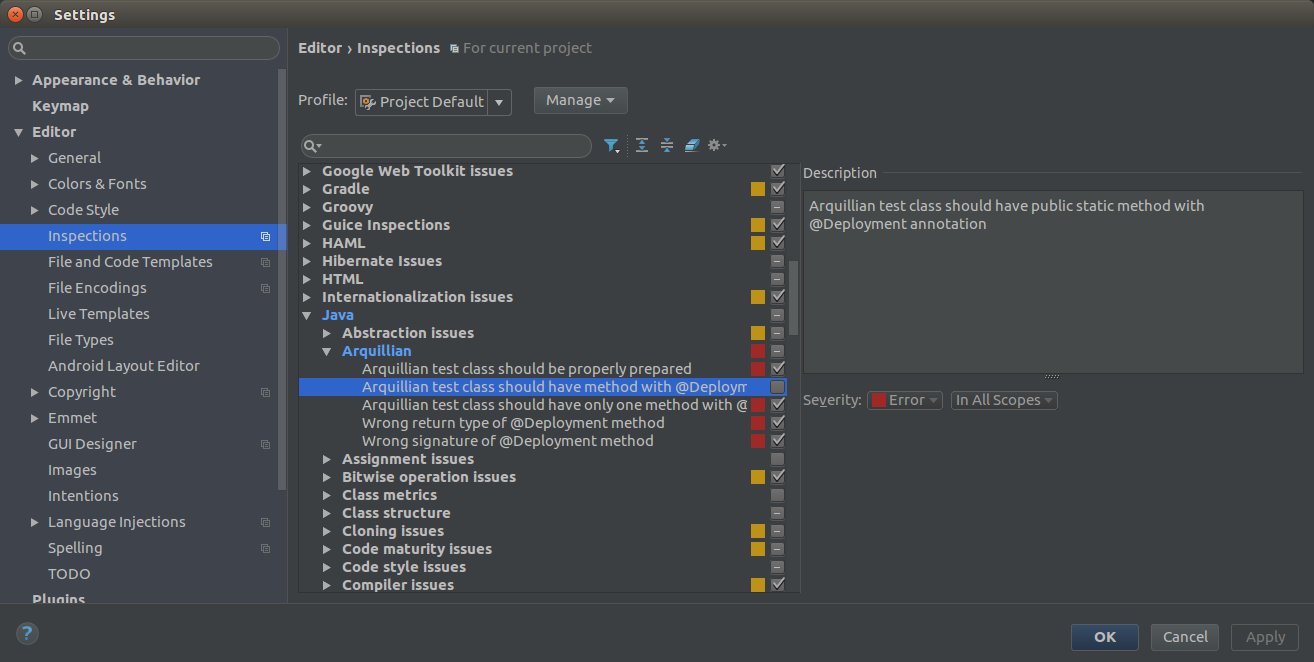 Settings
Appearance & Behavior
Keymap
Editor
General
Colors & Fonts
Code Style
Inspections
File and Code Templates
File Encodings
Live Templates
File Types
Android Layout Editor
Copyright
Emmet
GUI Designer
Images
Intentions
Language Injections
Spelling
TODO
Plugins
Editor › Inspections For current project
Profile: Project Default Manage
Google Web Toolkit issues
Gradle
Groovy
Guice Inspections
HAML
Hibernate Issues
HTML
Internationalization issues
Java
Abstraction issues
Arquillian
Arquillian test class should be properly prepared
Arquillian test class should have method with @Deploym
Arquillian test class should have only one method with @
Wrong return type of @Deployment method
Wrong signature of @Deployment method
Assignment issues
Bitwise operation issues
Class metrics
Class structure
Cloning issues
Code maturity issues
Code style issues
Compiler issues
Description
Arquillian test class should have public static method with
@Deployment annotation
Severity: Error In All Scopes
?
OK Cancel Apply